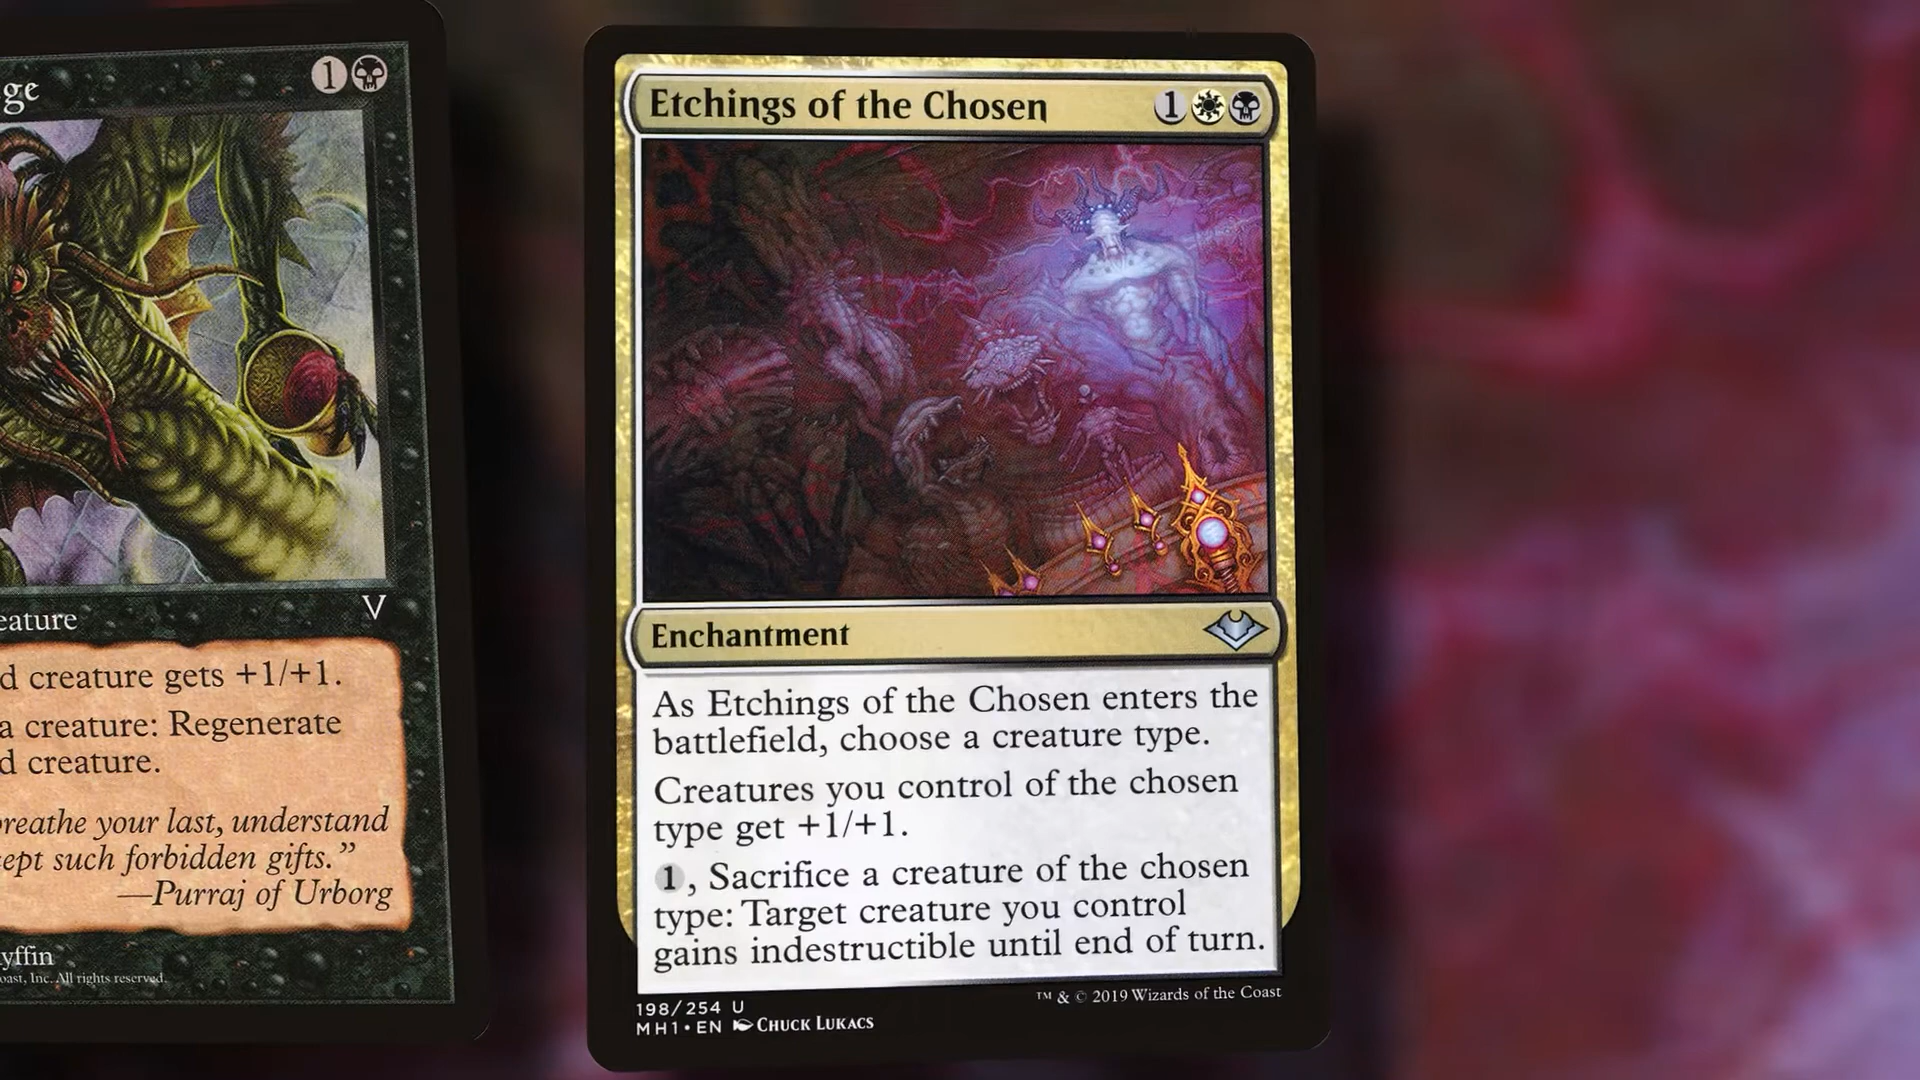 ge 1
eature V
d creature gets +1/+1.
a creature: Regenerate
d creature.
breathe your last, understand
cept such forbidden gifts.”
—Purraj of Urborg
yffin
oast, Inc. All rights reserved.
Etchings of the Chosen 1
Enchantment
As Etchings of the Chosen enters the
battlefield, choose a creature type.
Creatures you control of the chosen
type get +1/+1.
1, Sacrifice a creature of the chosen
type: Target creature you control
gains indestructible until end of turn.
198/254 U
MH1•EN CHUCK LUKACS
™ & © 2019 Wizards of the Coast